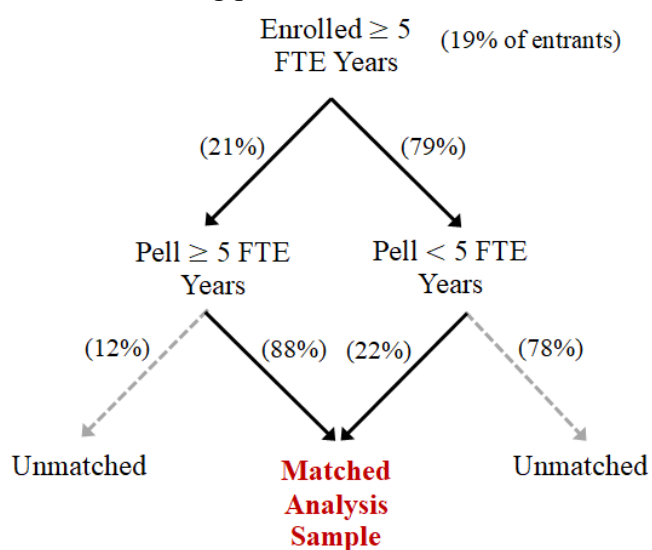 Enrolled ≥ 5
FTE Years
(19% of entrants)
(21%)
(79%)
Pell ≥ 5 FTE
Years
Pell < 5 FTE
Years
(12%)
(88%)
(22%)
(78%)
Unmatched
Matched
Analysis
Sample
Unmatched